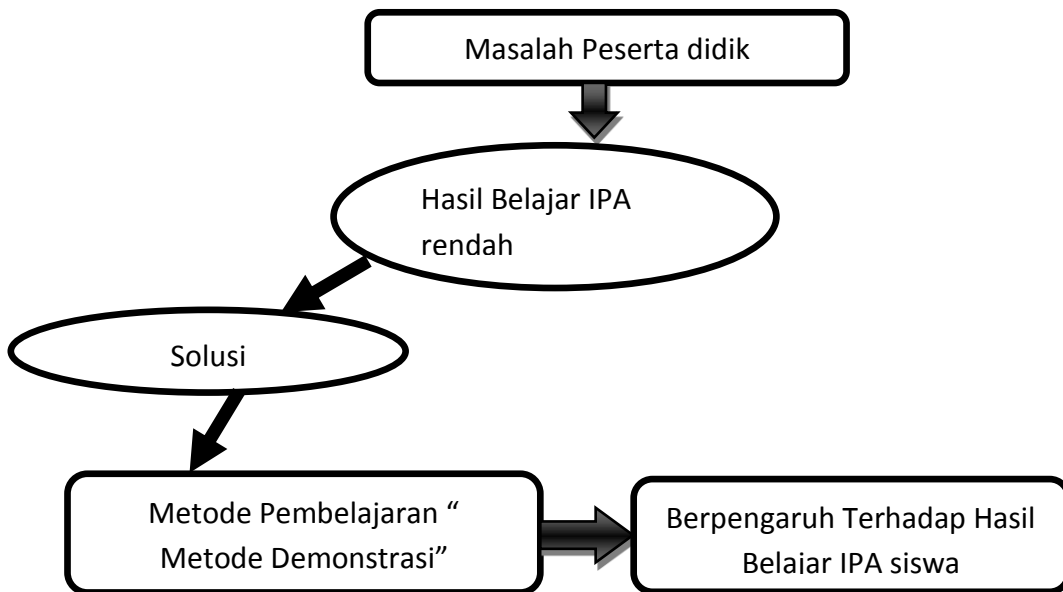 Masalah Peserta didik
Hasil Belajar IPA
rendah
Solusi
Metode Pembelajaran “
Metode Demonstrasi”
Berpengaruh Terhadap Hasil
Belajar IPA siswa